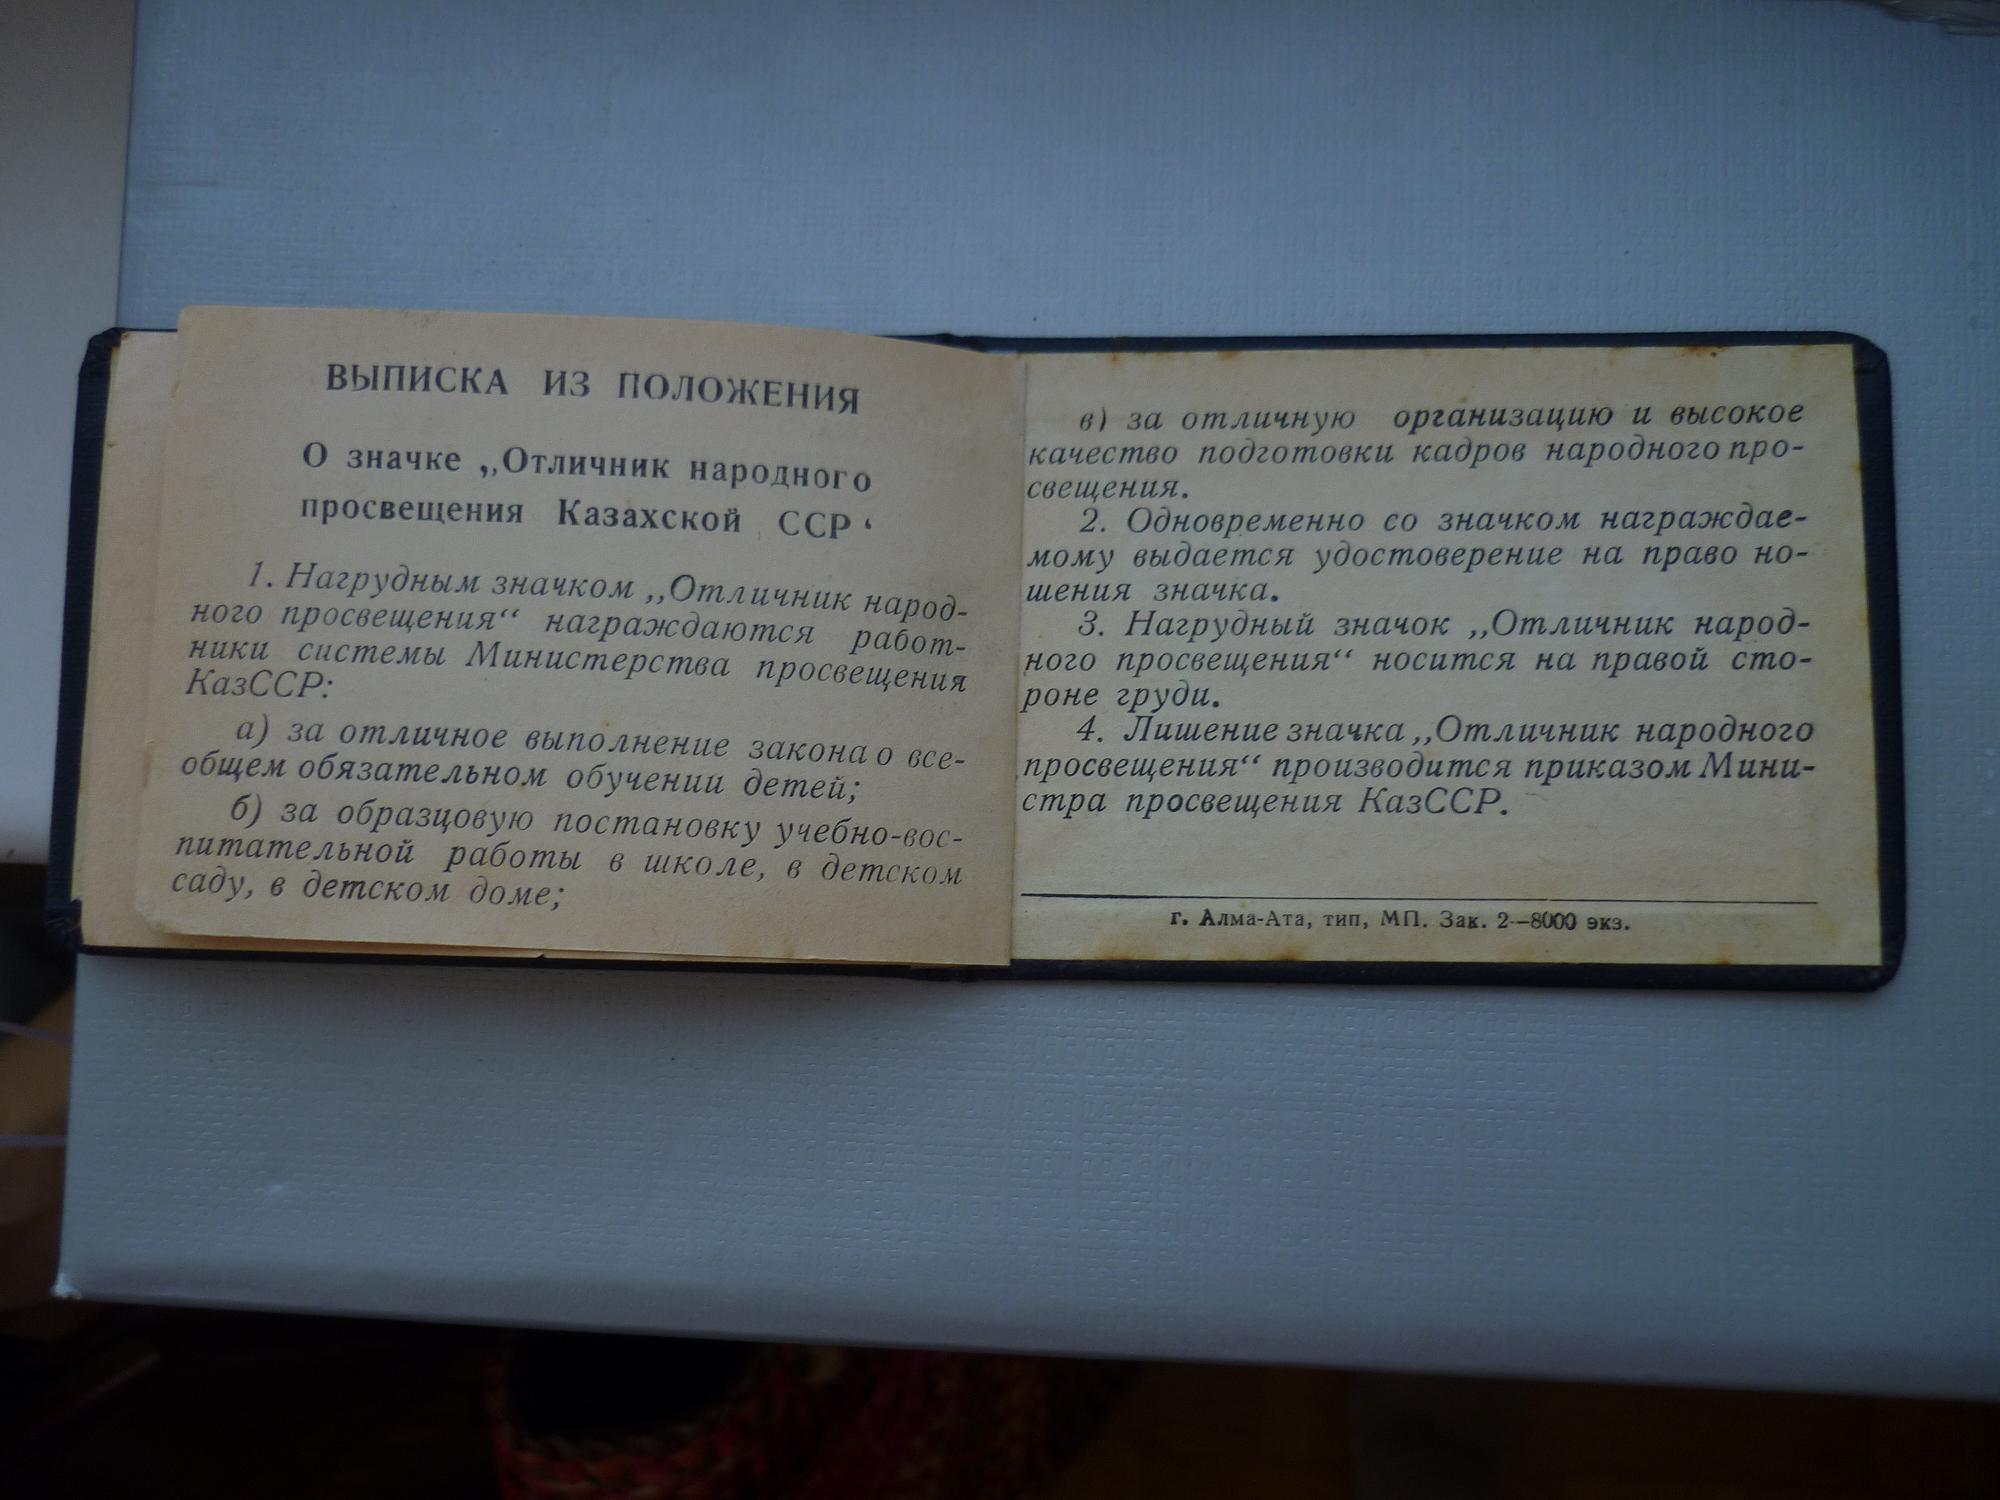 ВЫПИСКА ИЗ ПОЛОЖЕНИЯ
О значке „Отличник народного
просвещения Казахской ССР‘
1. Нагрудным значком „Отличник народ-
ного просвещения“ награждаются работ-
ники системы Министерства просвещения
КазССР:
а) за отличное выполнение закона о все-
общем обязательном обучении детей;
б) за образцовую постановку учебно-вос-
питательной работы в школе, в детском
саду, в детском доме;
в) за отличную организацию и высокое
качество подготовки кадров народного про-
свещения.
2. Одновременно со значком награждае-
мому выдается удостоверение на право но-
шения значка.
3. Нагрудный значок „Отличник народ-
ного просвещения“ носится на правой сто-
роне груди.
4. Лишение значка „Отличник народного
просвещения“ производится приказом Мини-
стра просвещения КазССР.
г. Алма-Ата, тип, МП. Зак. 2—8000 экз.